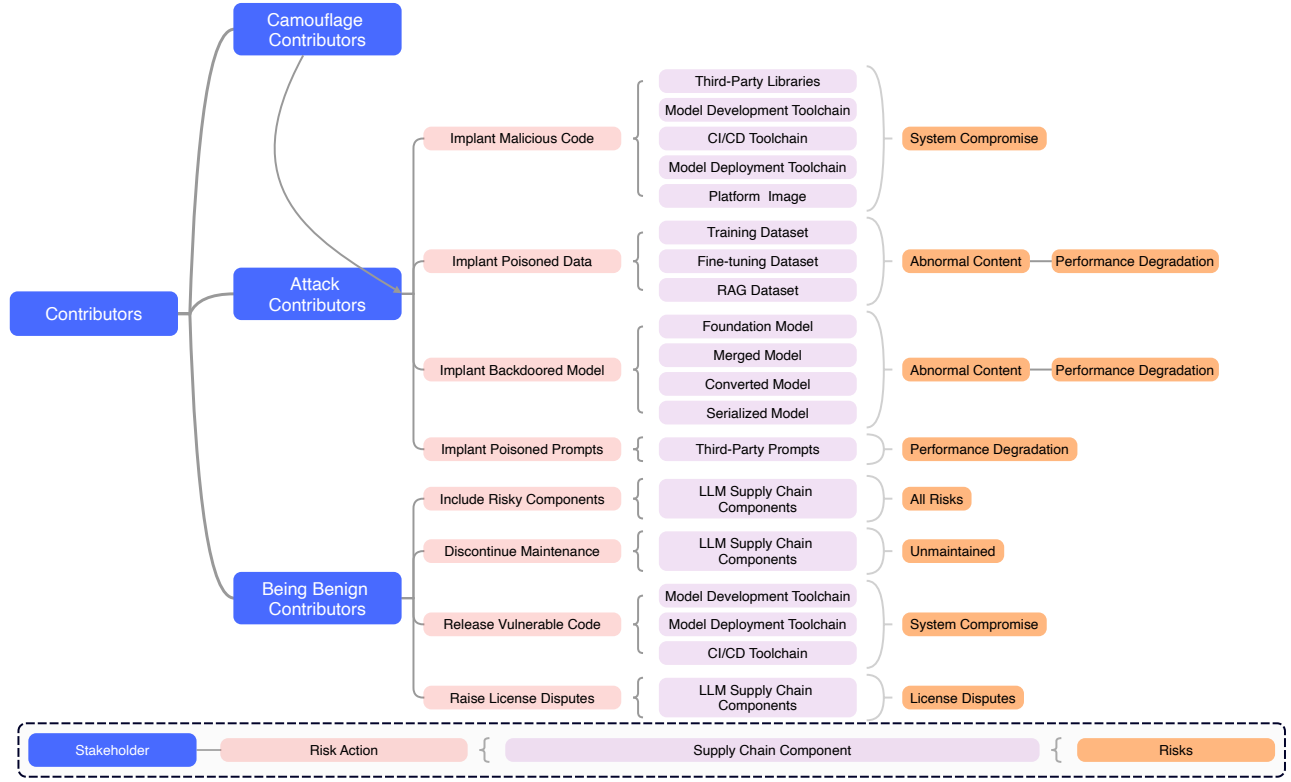 Camouflage
Contributors
Third-Party Libraries
Model Development Toolchain
Implant Malicious Code
CI/CD Toolchain
System Compromise
Model Deployment Toolchain
Platform Image
Training Dataset
Implant Poisoned Data
Fine-tuning Dataset
Abnormal Content
Performance Degradation
RAG Dataset
Attack
Contributors
Contributors
Foundation Model
Merged Model
Implant Backdoored Model
Abnormal Content
Performance Degradation
Converted Model
Serialized Model
Implant Poisoned Prompts
Third-Party Prompts
Performance Degradation
Include Risky Components
LLM Supply Chain
Components
All Risks
Discontinue Maintenance
LLM Supply Chain
Components
Unmaintained
Being Benign
Contributors
Model Development Toolchain
Release Vulnerable Code
Model Deployment Toolchain
System Compromise
CI/CD Toolchain
Raise License Disputes
LLM Supply Chain
Components
License Disputes
Stakeholder
Risk Action
Supply Chain Component
Risks